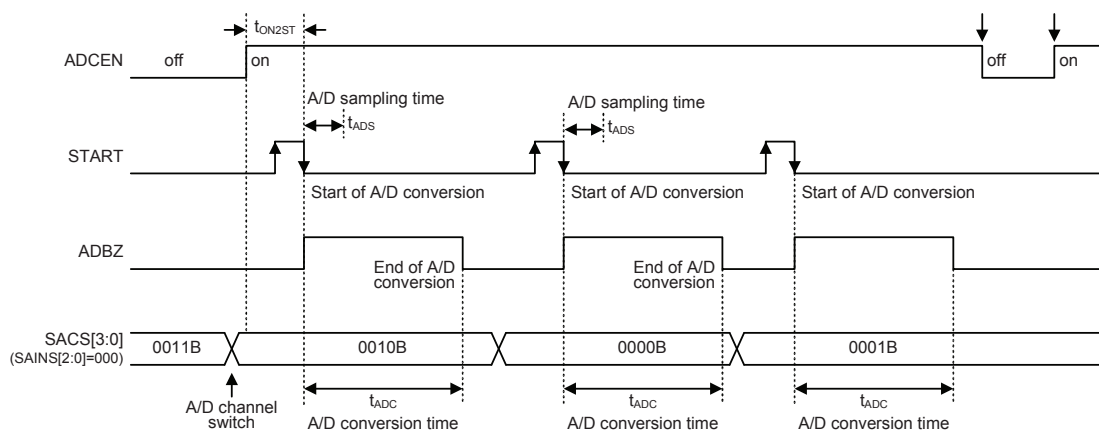 tON2ST
ADCEN
off
on
off
on
A/D sampling time
tADS
A/D sampling time
tADS
START
Start of A/D conversion
Start of A/D conversion
Start of A/D conversion
ADBZ
End of A/D
conversion
End of A/D
conversion
SACS[3:0]
(SAINS[2:0]=000)
0011B
0010B
0000B
0001B
A/D channel
switch
tADC
A/D conversion time
tADC
A/D conversion time
tADC
A/D conversion time